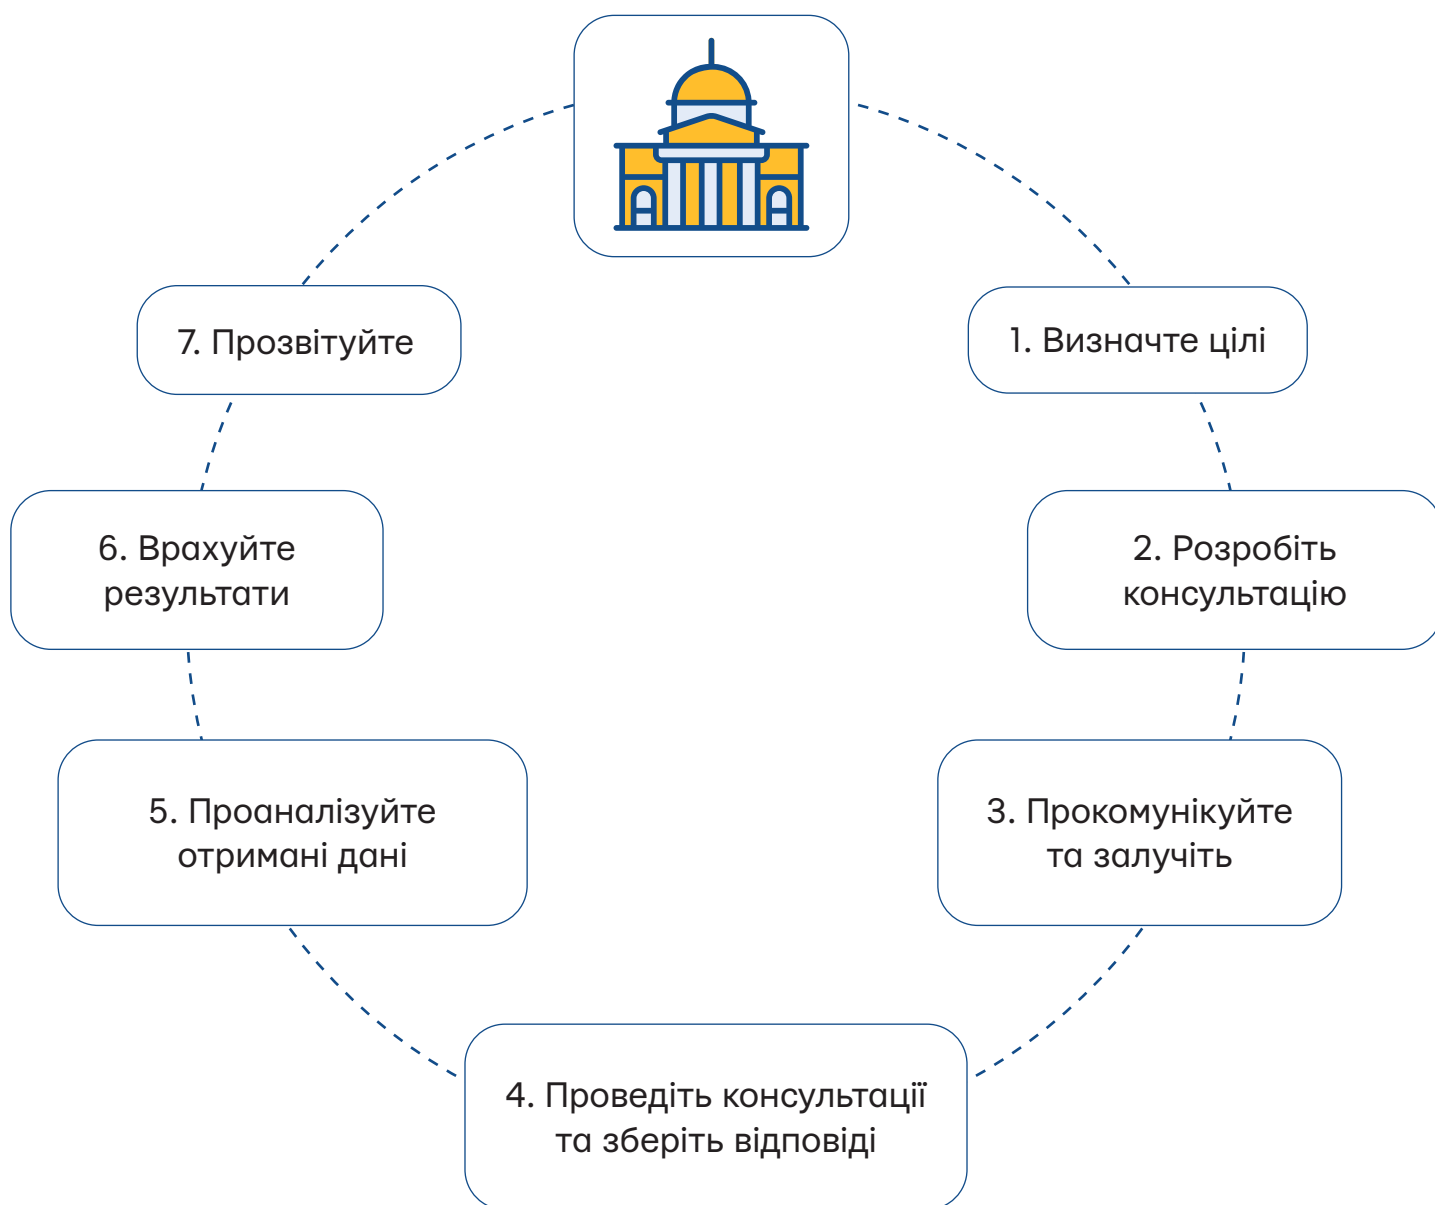 1. Визначте цілі
2. Розробіть
консультацію
3. Прокомунікуйте
та залучіть
4. Проведіть консультації
та зберіть відповіді
5. Проаналізуйте
отримані дані
6. Врахуйте
результати
7. Прозвітуйте